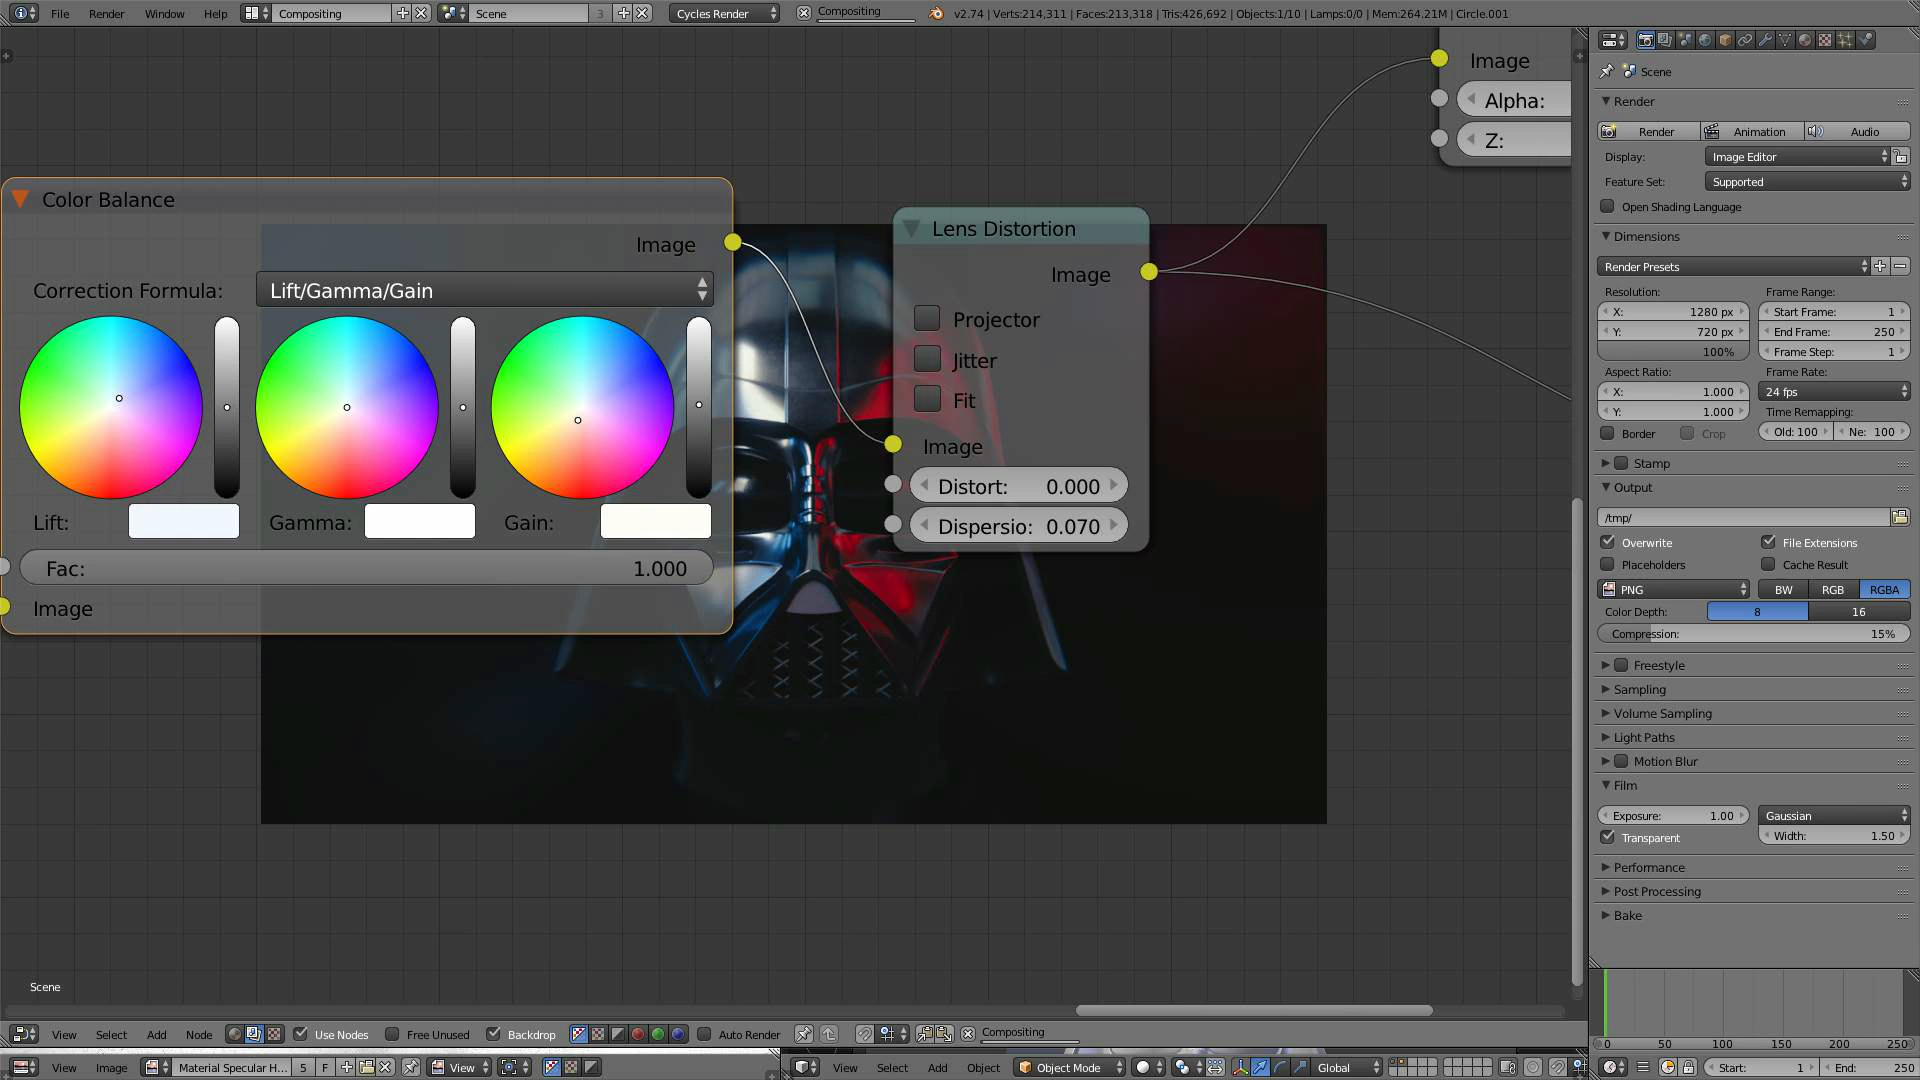 File Render Window Help Compositing Scene 3 Cycles Render Compositing v2.74 | Verts:214,311 | Faces:213,318 | Tris:426,692 | Objects:1/10 | Lamps:0/0 | Mem:264.21M | Circle.001
Image
Alpha:
Z:
Color Balance
Image
Correction Formula: Lift/Gamma/Gain
Lift: Gamma: Gain:
Fac: 1.000
Image
Lens Distortion
Image
Projector
Jitter
Fit
Image
Distort: 0.000
Dispersio: 0.070
Scene
Render
Render Animation Audio
Display: Image Editor
Feature Set: Supported
Open Shading Language
Dimensions
Render Presets
Resolution: Frame Range:
X: 1280 px Start Frame: 1
Y: 720 px End Frame: 250
100% Frame Step: 1
Aspect Ratio: Frame Rate:
X: 1.000 24 fps
Y: 1.000 Time Remapping:
Border Crop Old: 100 Ne: 100
Stamp
Output
/tmp/
Overwrite File Extensions
Placeholders Cache Result
PNG BW RGB RGBA
Color Depth: 8 16
Compression: 15%
Freestyle
Sampling
Volume Sampling
Light Paths
Motion Blur
Film
Exposure: 1.00 Gaussian
Transparent Width: 1.50
Performance
Post Processing
Bake
Scene
View Select Add Node Use Nodes Free Unused Backdrop Auto Render Compositing
0 50 100 150 200 250
View Image Material Specular H... 5 F View View Select Add Object Object Mode Global Start: 1 End: 250